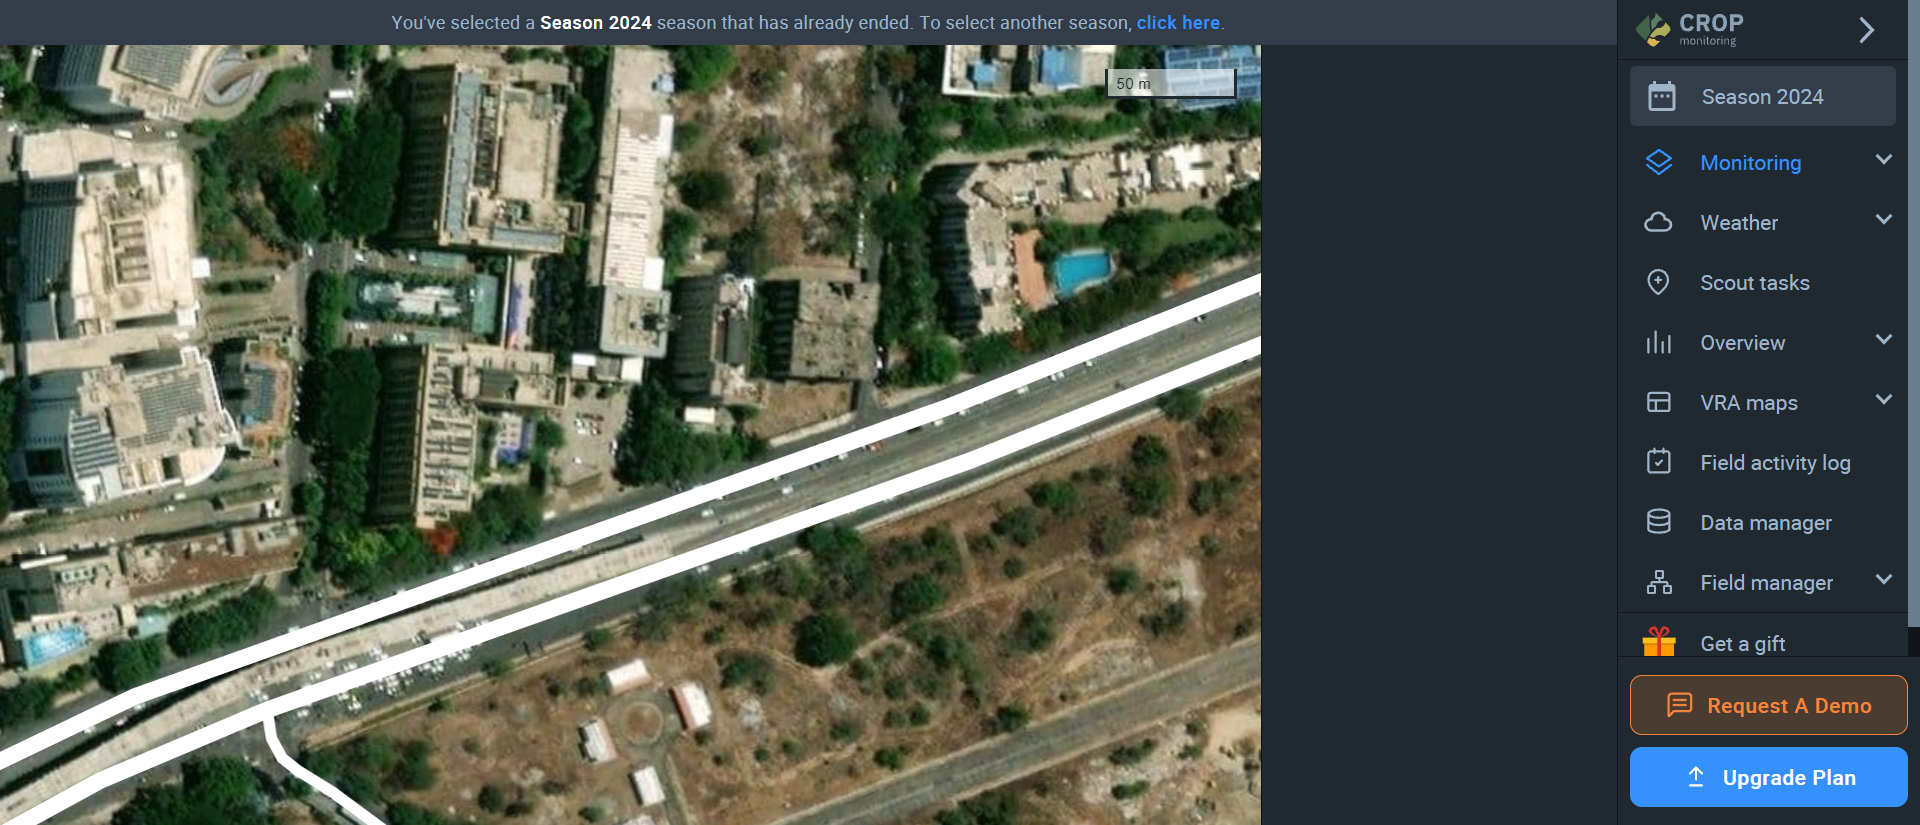 You've selected a Season 2024 season that has already ended. To select another season, click here.
50 m
CROP
monitoring
Season 2024
Monitoring
Weather
Scout tasks
Overview
VRA maps
Field activity log
Data manager
Field manager
Get a gift
Request A Demo
Upgrade Plan